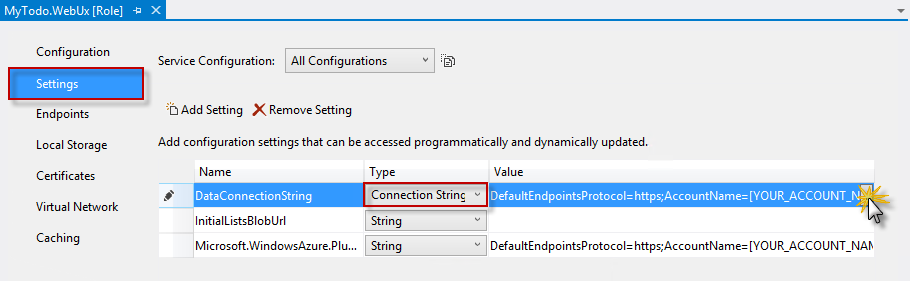 MyTodo.WebUx [Role]
Configuration
Settings
Endpoints
Local Storage
Certificates
Virtual Network
Caching
Service Configuration: All Configurations
Add Setting Remove Setting
Add configuration settings that can be accessed programmatically and dynamically updated.
Name Type Value
DataConnectionString Connection String DefaultEndpointsProtocol=https;AccountName=[YOUR_ACCOUNT_NA
InitialListsBlobUrl String
Microsoft.WindowsAzure.Plu... String DefaultEndpointsProtocol=https;AccountName=[YOUR_ACCOUNT_NAM